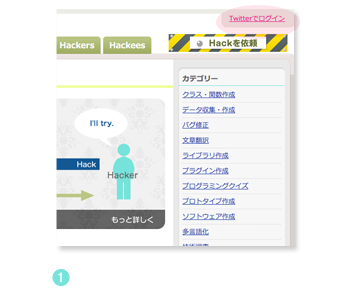 Twitterでログイン
Hackers
Hackees
Hackを依頼
カテゴリー
クラス・関数作成
データ収集・作成
バグ修正
文章翻訳
ライブラリ作成
プラグイン作成
プログラミングクイズ
プロトタイプ作成
ソフトウェア作成
多言語化
I'll try.
Hack
Hacker
もっと詳しく
1